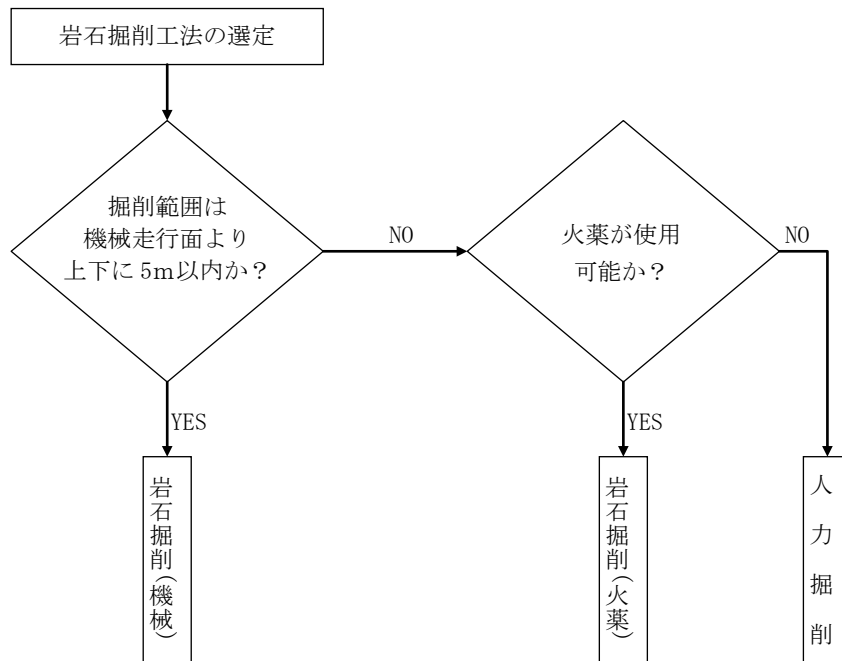 岩石掘削工法の選定
掘削範囲は
機械走行面より
上下に5m以内か？
NO
火薬が使用
可能か？
NO
YES
YES
岩石掘削（機械）
岩石掘削（火薬）
人力掘削